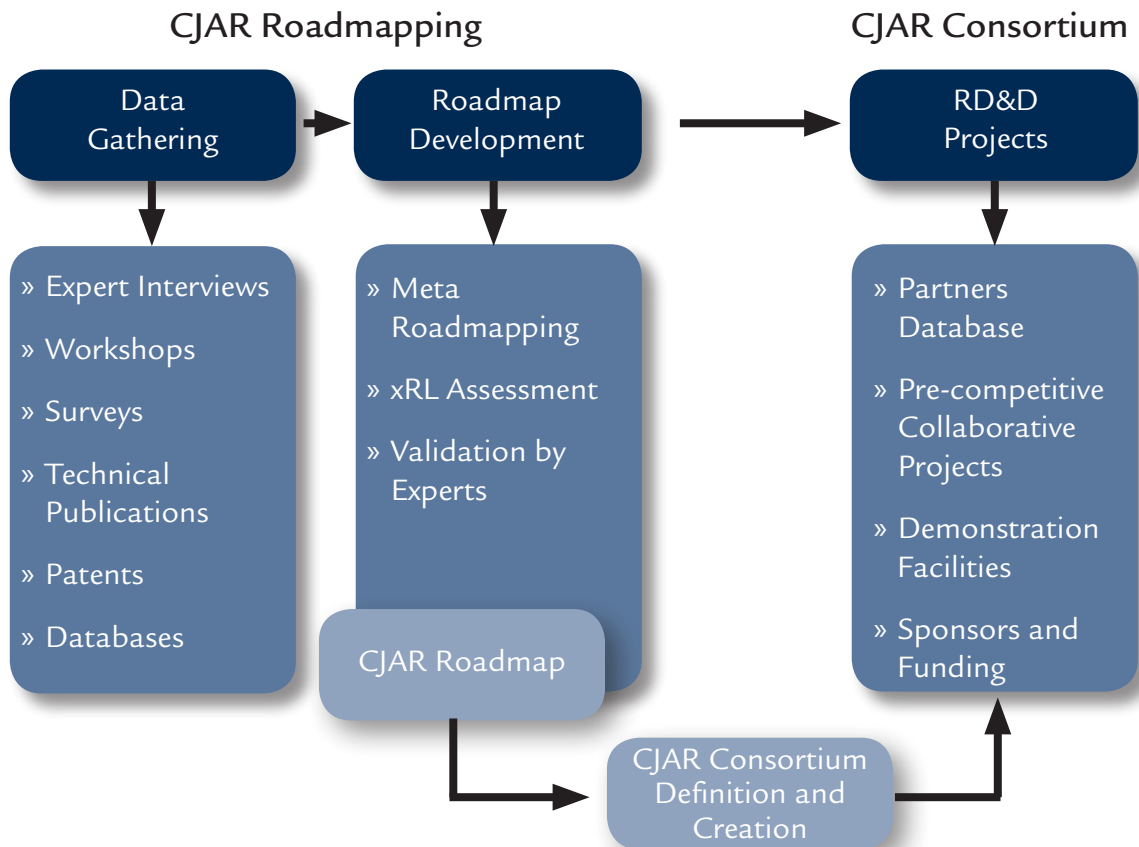 CJAR Roadmapping
CJAR Consortium
Data
Gathering
Roadmap
Development
RD&D
Projects
» Expert Interviews
» Workshops
» Surveys
» Technical
Publications
» Patents
» Databases
» Meta
Roadmapping
» xRL Assessment
» Validation by
Experts
CJAR Roadmap
» Partners
Database
» Pre-competitive
Collaborative
Projects
» Demonstration
Facilities
» Sponsors and
Funding
CJAR Consortium
Definition and
Creation